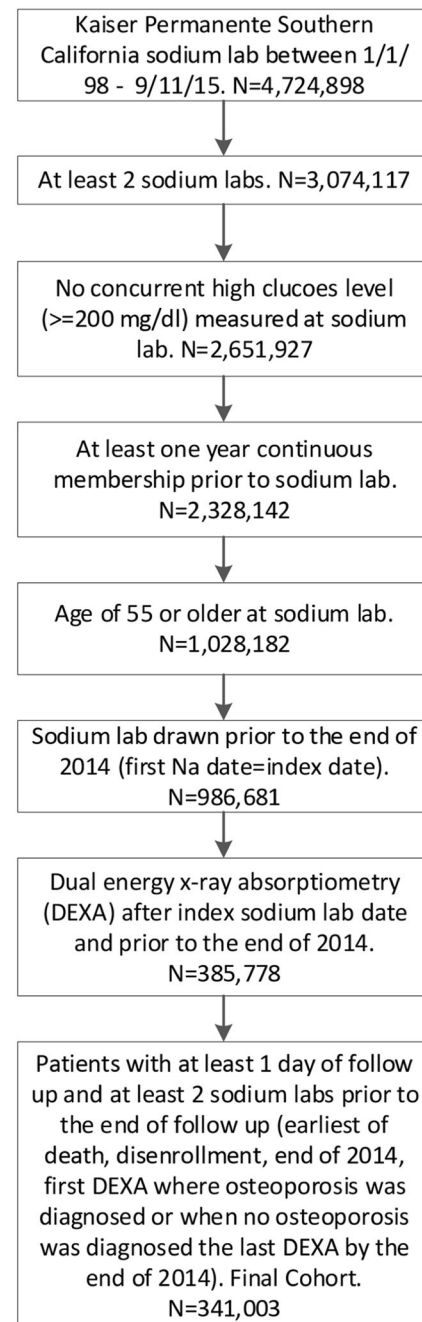 Kaiser Permanente Southern
California sodium lab between 1/1/
98 - 9/11/15. N=4,724,898
At least 2 sodium labs. N=3,074,117
No concurrent high clucoes level
(>=200 mg/dl) measured at sodium
lab. N=2,651,927
At least one year continuous
membership prior to sodium lab.
N=2,328,142
Age of 55 or older at sodium lab.
N=1,028,182
Sodium lab drawn prior to the end of
2014 (first Na date=index date).
N=986,681
Dual energy x-ray absorptiometry
(DEXA) after index sodium lab date
and prior to the end of 2014.
N=385,778
Patients with at least 1 day of follow
up and at least 2 sodium labs prior to
the end of follow up (earliest of
death, disenrollment, end of 2014,
first DEXA where osteoporosis was
diagnosed or when no osteoporosis
was diagnosed the last DEXA by the
end of 2014). Final Cohort.
N=341,003